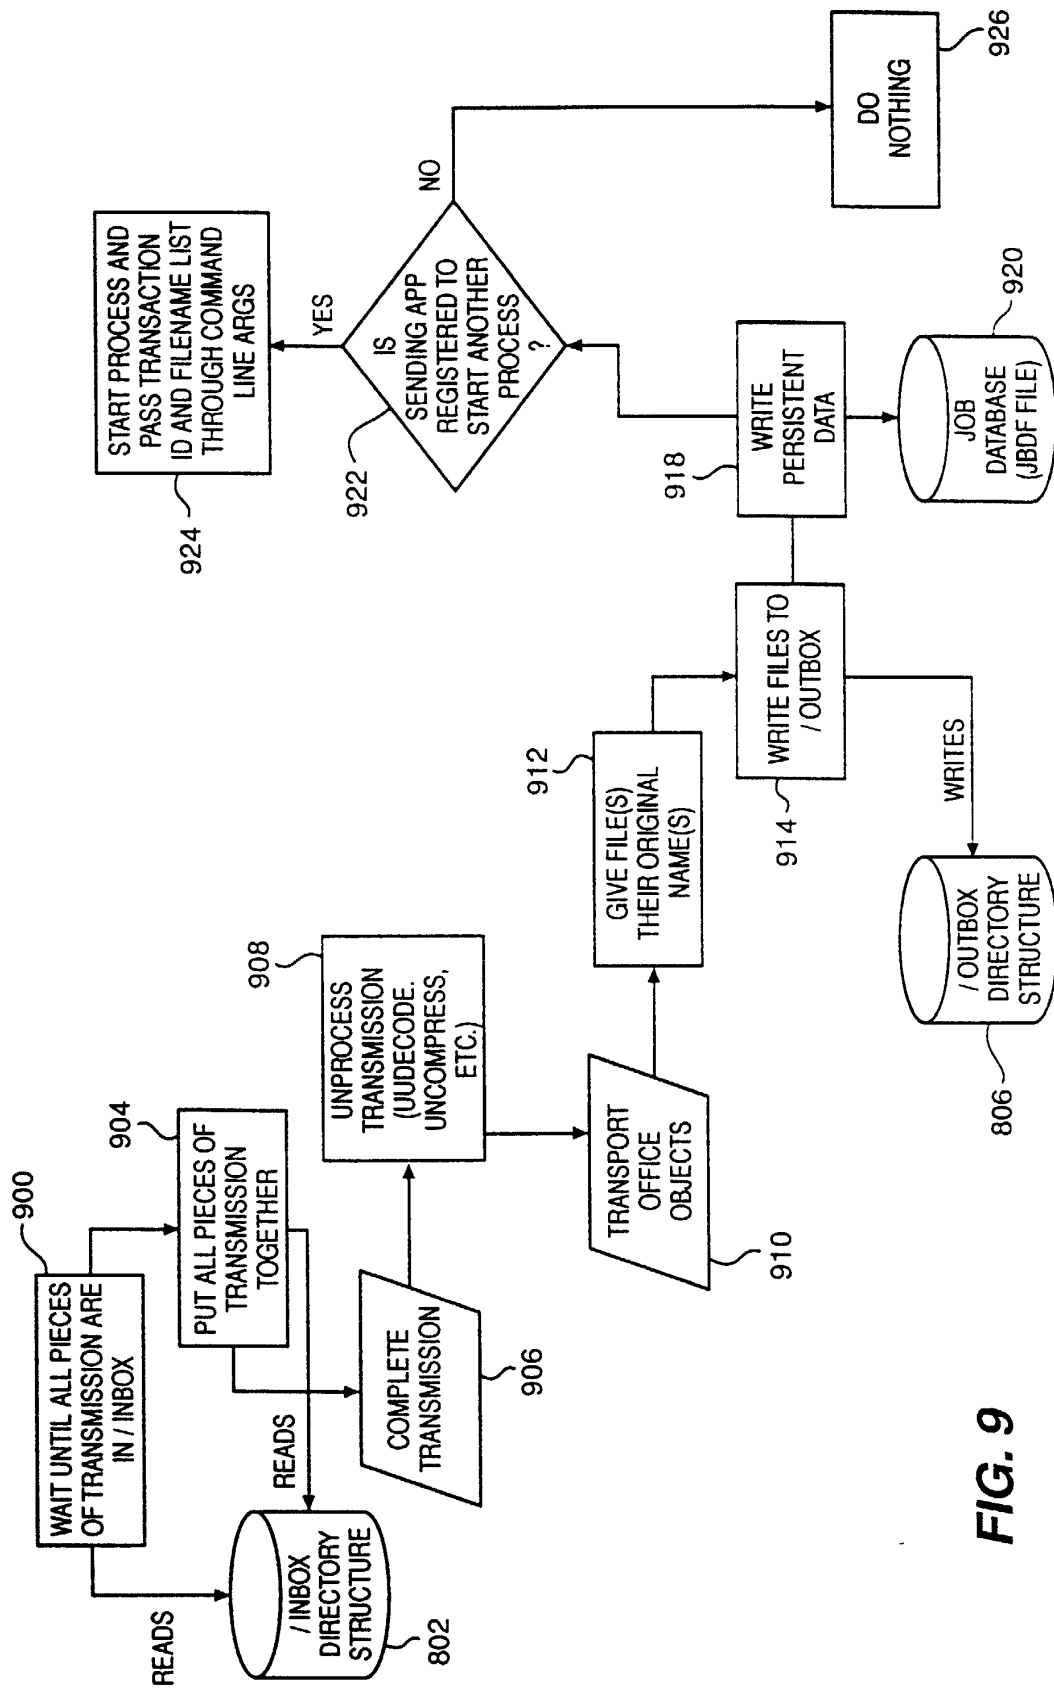 900
WAIT UNTIL ALL PIECES
OF TRANSMISSION ARE
IN / INBOX
READS
/ INBOX
DIRECTORY
STRUCTURE
802
904
PUT ALL PIECES OF
TRANSMISSION
TOGETHER
READS
COMPLETE
TRANSMISSION
906
908
UNPROCESS
TRANSMISSION
(UUDECODE.
UNCOMPRESS,
ETC.)
TRANSPORT
OFFICE
OBJECTS
910
912
GIVE FILE(S)
THEIR ORIGINAL
NAME(S)
WRITE FILES TO
/ OUTBOX
914
WRITES
/ OUTBOX
DIRECTORY
STRUCTURE
806
918
WRITE
PERSISTENT
DATA
JOB
DATABASE
(JBDF FILE)
920
IS
SENDING APP
REGISTERED TO
START ANOTHER
PROCESS
?
922
YES
START PROCESS AND
PASS TRANSACTION
ID AND FILENAME LIST
THROUGH COMMAND
LINE ARGS
924
NO
DO
NOTHING
926
FIG. 9